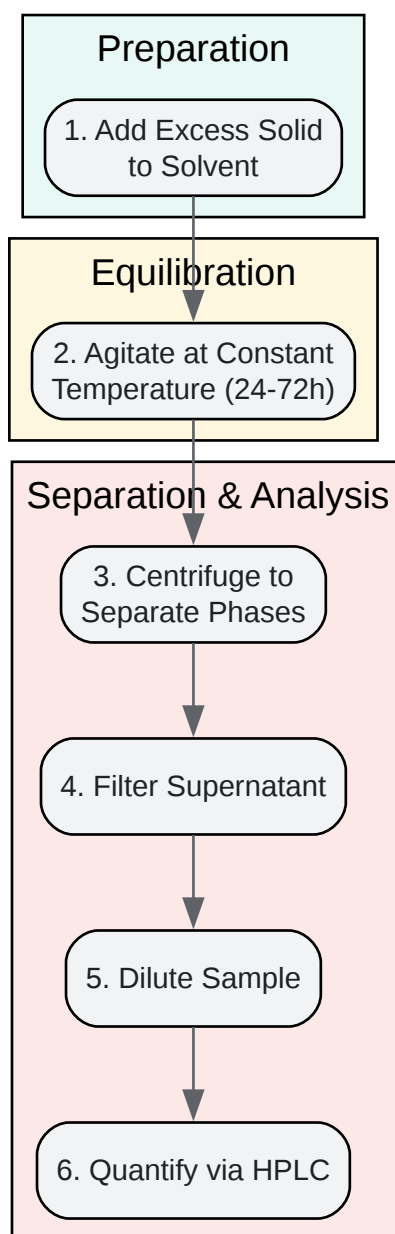 Preparation
1. Add Excess Solid
to Solvent
Equilibration
2. Agitate at Constant
Temperature (24-72h)
Separation & Analysis
3. Centrifuge to
Separate Phases
4. Filter Supernatant
5. Dilute Sample
6. Quantify via HPLC